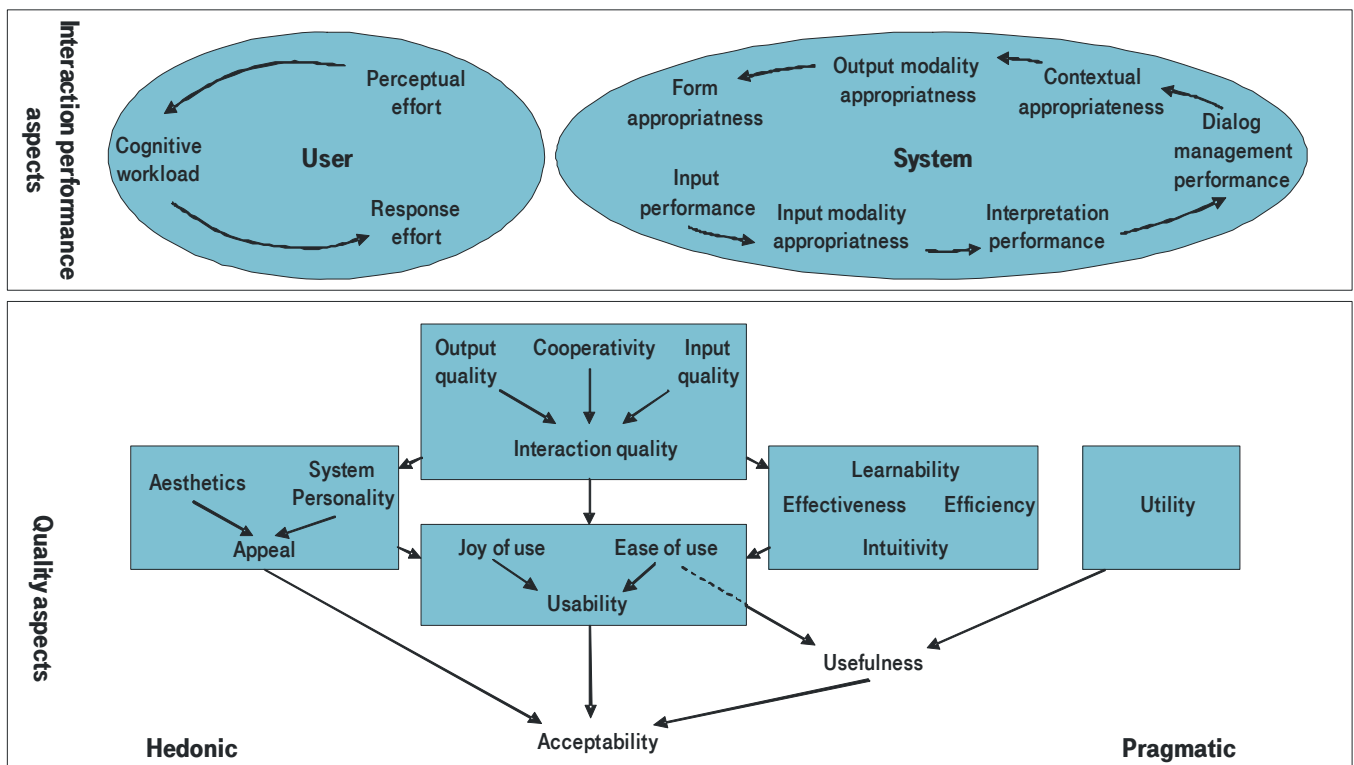 Interaction performance
aspects
Perceptual
effort
Cognitive
workload
User
Response
effort
Form
appropriatness
Output modality
appropriatness
Contextual
appropriateness
Dialog
management
performance
System
Input
performance
Input modality
appropriatness
Interpretation
performance
Quality aspects
Output
quality
Cooperativity
Input
quality
Interaction quality
Aesthetics
System
Personality
Appeal
Learnability
Effectiveness
Efficiency
Intuitivity
Utility
Joy of use
Ease of use
Usability
Usefulness
Acceptability
Hedonic
Pragmatic